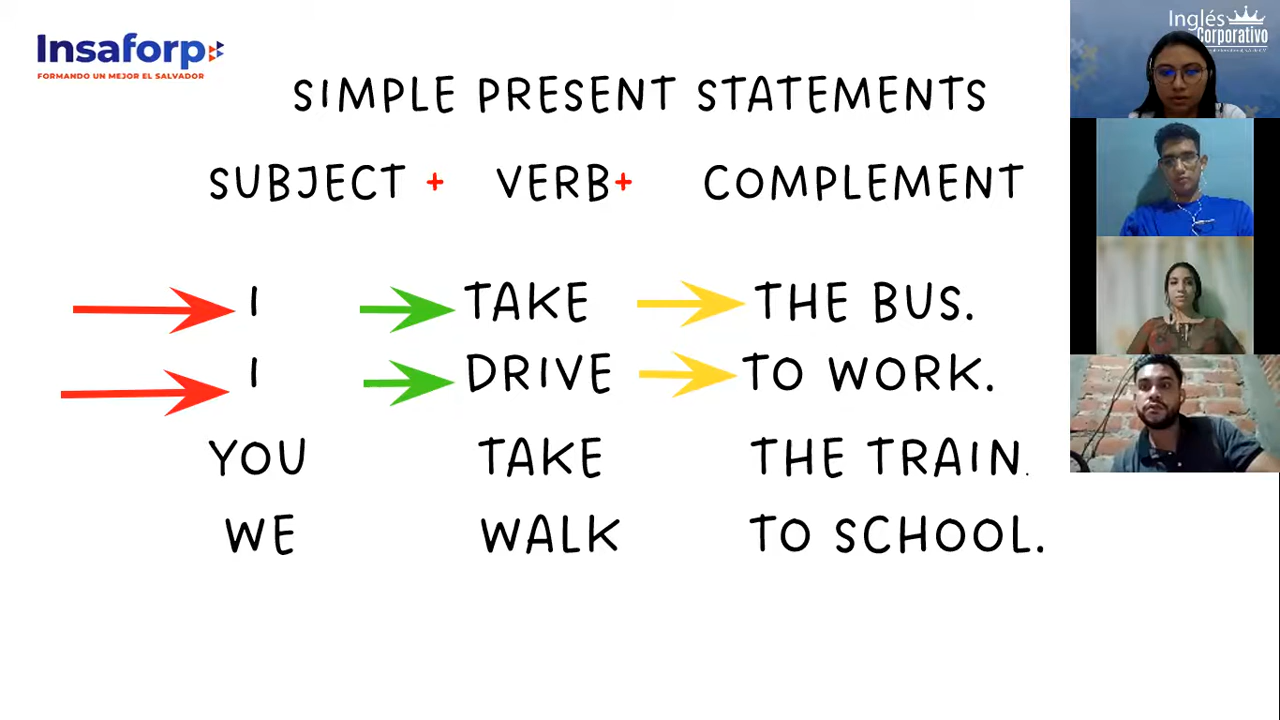 Insaforp
FORMANDO UN MEJOR EL SALVADOR
Inglés
Corporativo
SIMPLE PRESENT STATEMENTS
SUBJECT + VERB+ COMPLEMENT
I TAKE THE BUS.
I DRIVE TO WORK.
YOU TAKE THE TRAIN.
WE WALK TO SCHOOL.